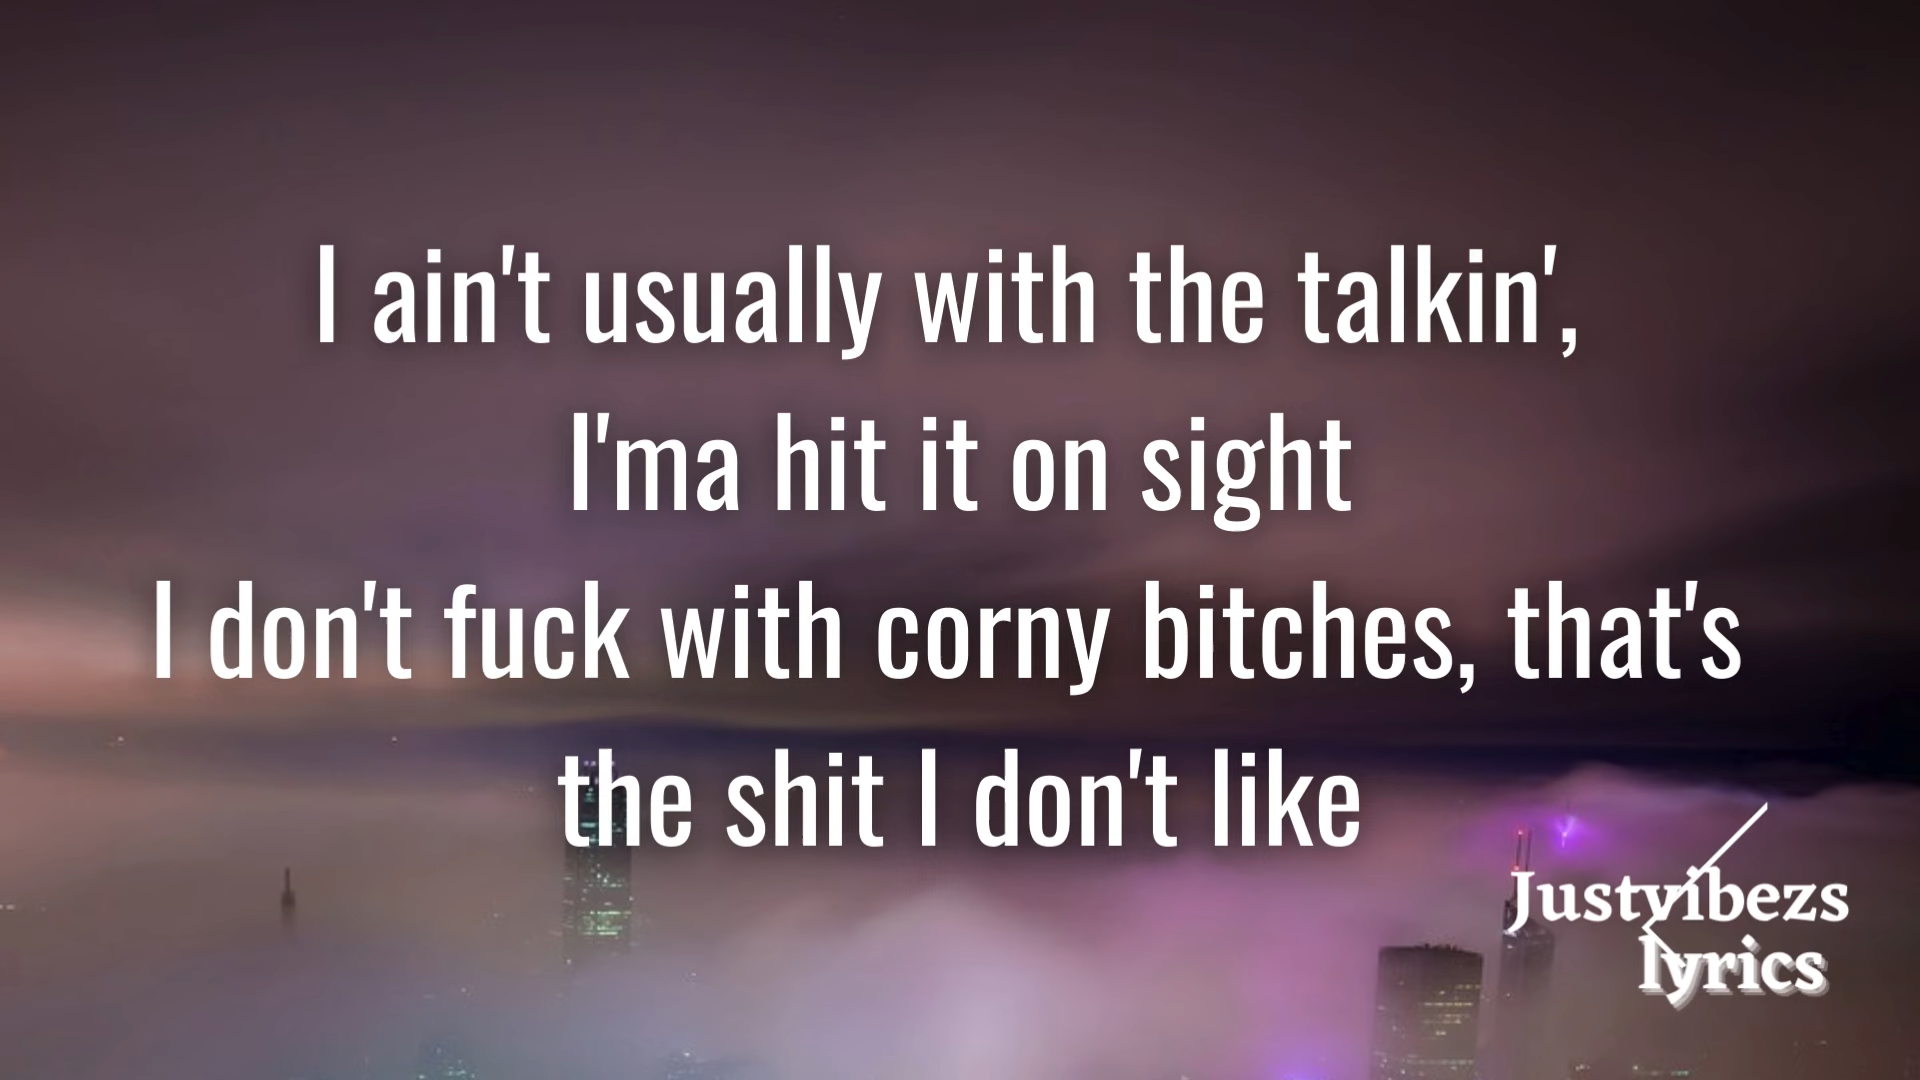 I ain't usually with the talkin',
I'ma hit it on sight
I don't fuck with corny bitches, that's
the shit I don't like
Justvibezs
lyrics